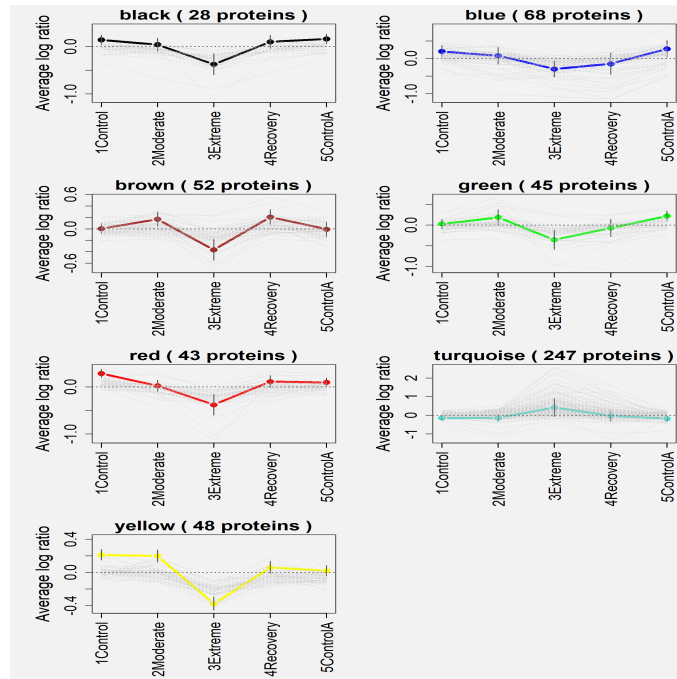 black ( 28 proteins )
Average log ratio
0.0
-1.0
1Control
2Moderate
3Extreme
4Recovery
5ControlA
blue ( 68 proteins )
Average log ratio
0.0
-1.0
1Control
2Moderate
3Extreme
4Recovery
5ControlA
brown ( 52 proteins )
Average log ratio
0.6
0.0
-0.6
1Control
2Moderate
3Extreme
4Recovery
5ControlA
green ( 45 proteins )
Average log ratio
0.0
-1.0
1Control
2Moderate
3Extreme
4Recovery
5ControlA
red ( 43 proteins )
Average log ratio
0.0
-1.0
1Control
2Moderate
3Extreme
4Recovery
5ControlA
turquoise ( 247 proteins )
Average log ratio
2
1
0
-1
1Control
2Moderate
3Extreme
4Recovery
5ControlA
yellow ( 48 proteins )
Average log ratio
0.4
0.0
-0.4
1Control
2Moderate
3Extreme
4Recovery
5ControlA